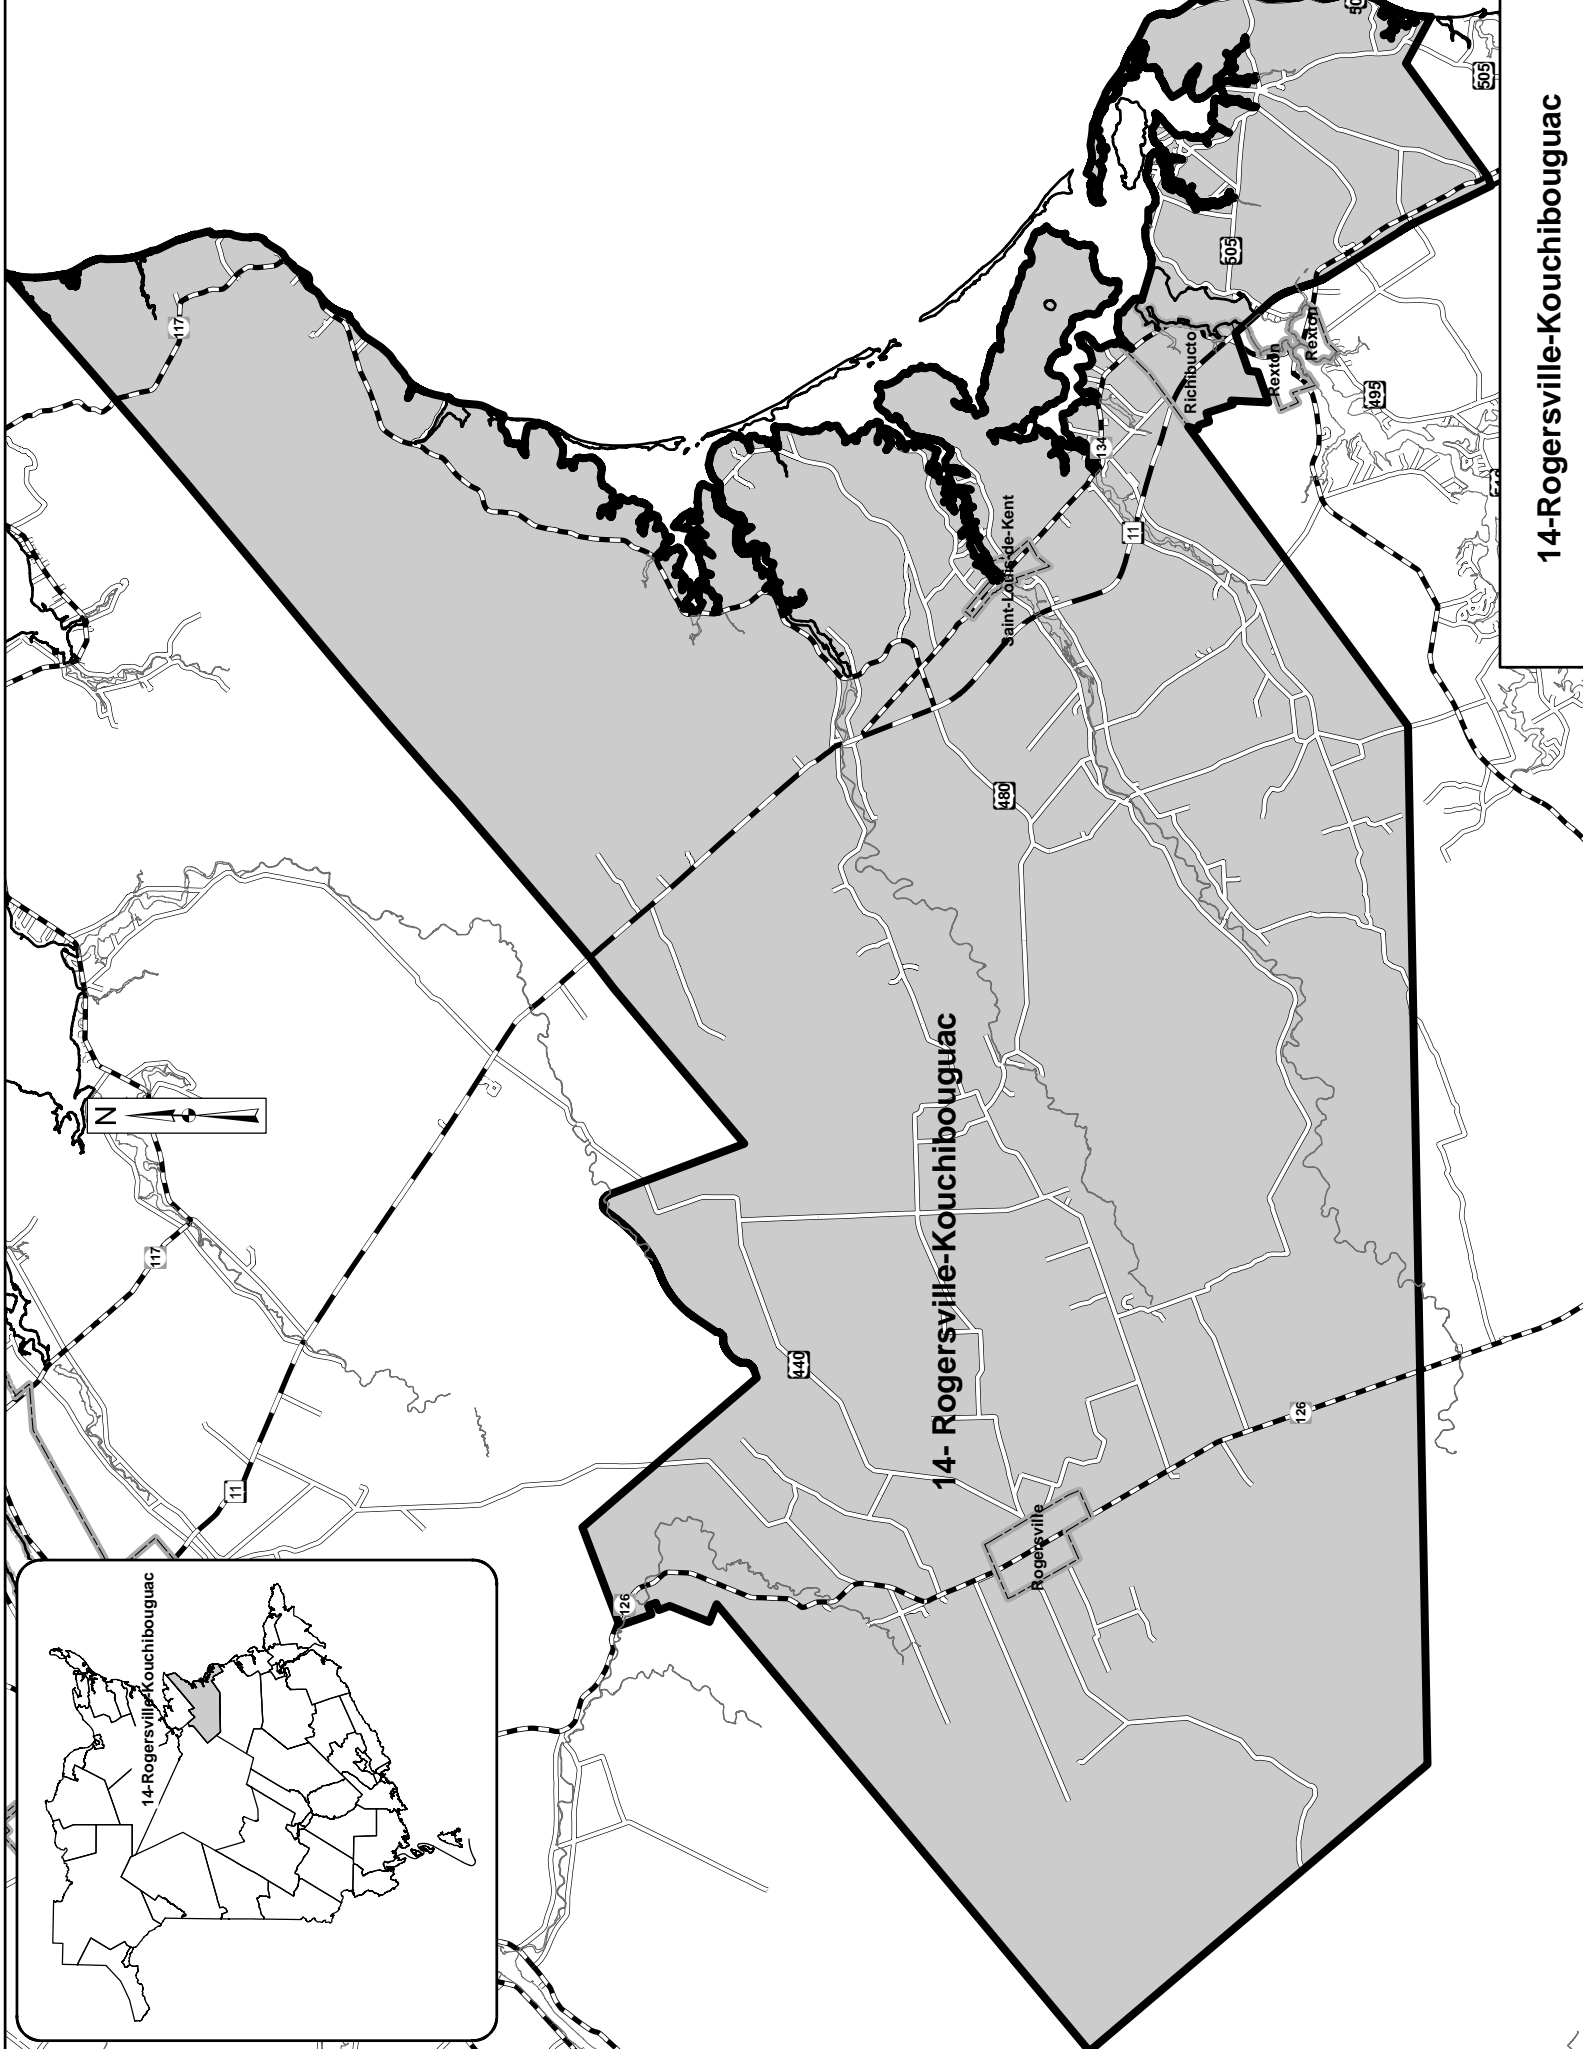 14-Rogersville-Kouchibouguac
14-Rogersville-Kouchibouguac
N
14- Rogersville-Kouchibouguac
Rogersville
Saint-Louis-de-Kent
Richibucto
Rexton
Rexton
117
117
11
11
126
126
440
480
134
495
505
505